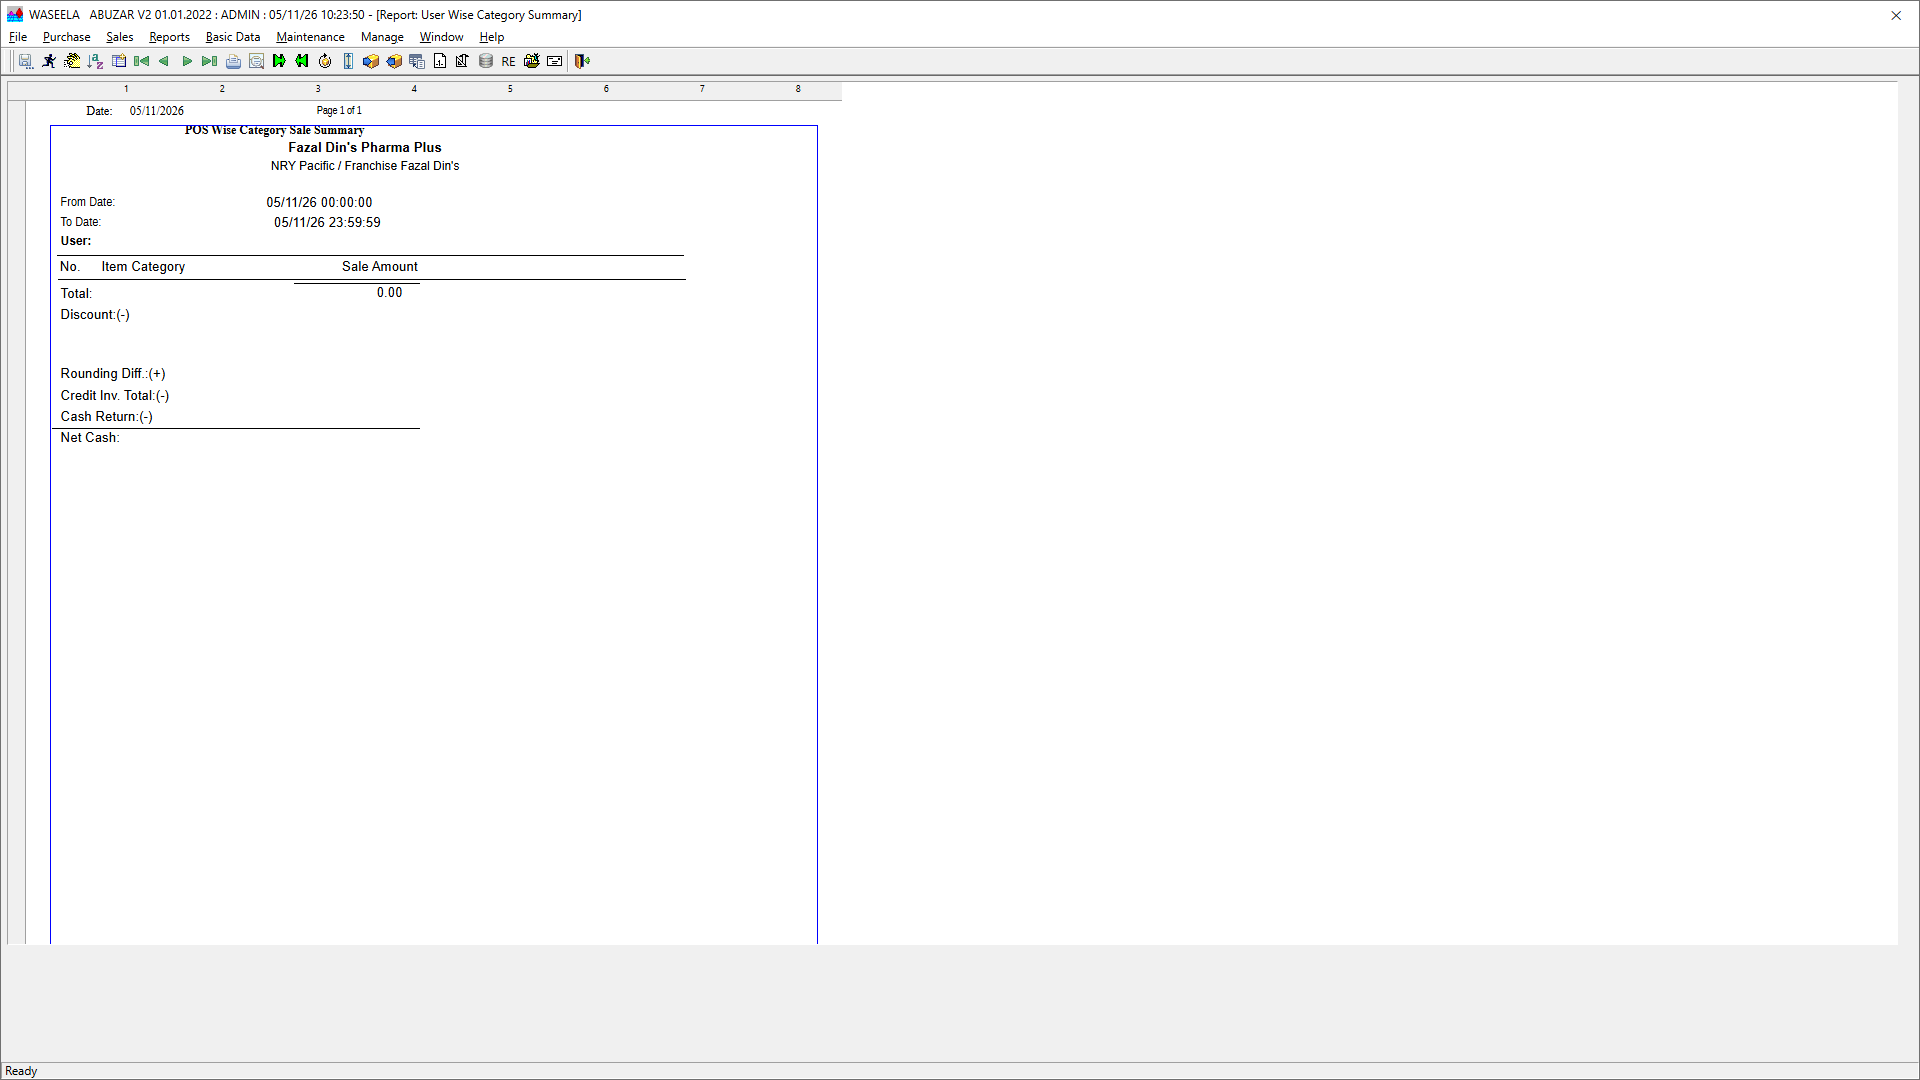 WASEELA   ABUZAR V2 01.01.2022 : ADMIN : 05/11/26 10:23:50 - [Report: User Wise Category Summary]
File Purchase Sales Reports Basic Data Maintenance Manage Window Help
RE
1 2 3 4 5 6 7 8
Date: 05/11/2026 Page 1 of 1
POS Wise Category Sale Summary
Fazal Din's Pharma Plus
NRY Pacific / Franchise Fazal Din's
From Date: 05/11/26 00:00:00
To Date: 05/11/26 23:59:59
User:
No. Item Category Sale Amount
Total: 0.00
Discount:(-)
Rounding Diff.:(+)
Credit Inv. Total:(-)
Cash Return:(-)
Net Cash:
Ready